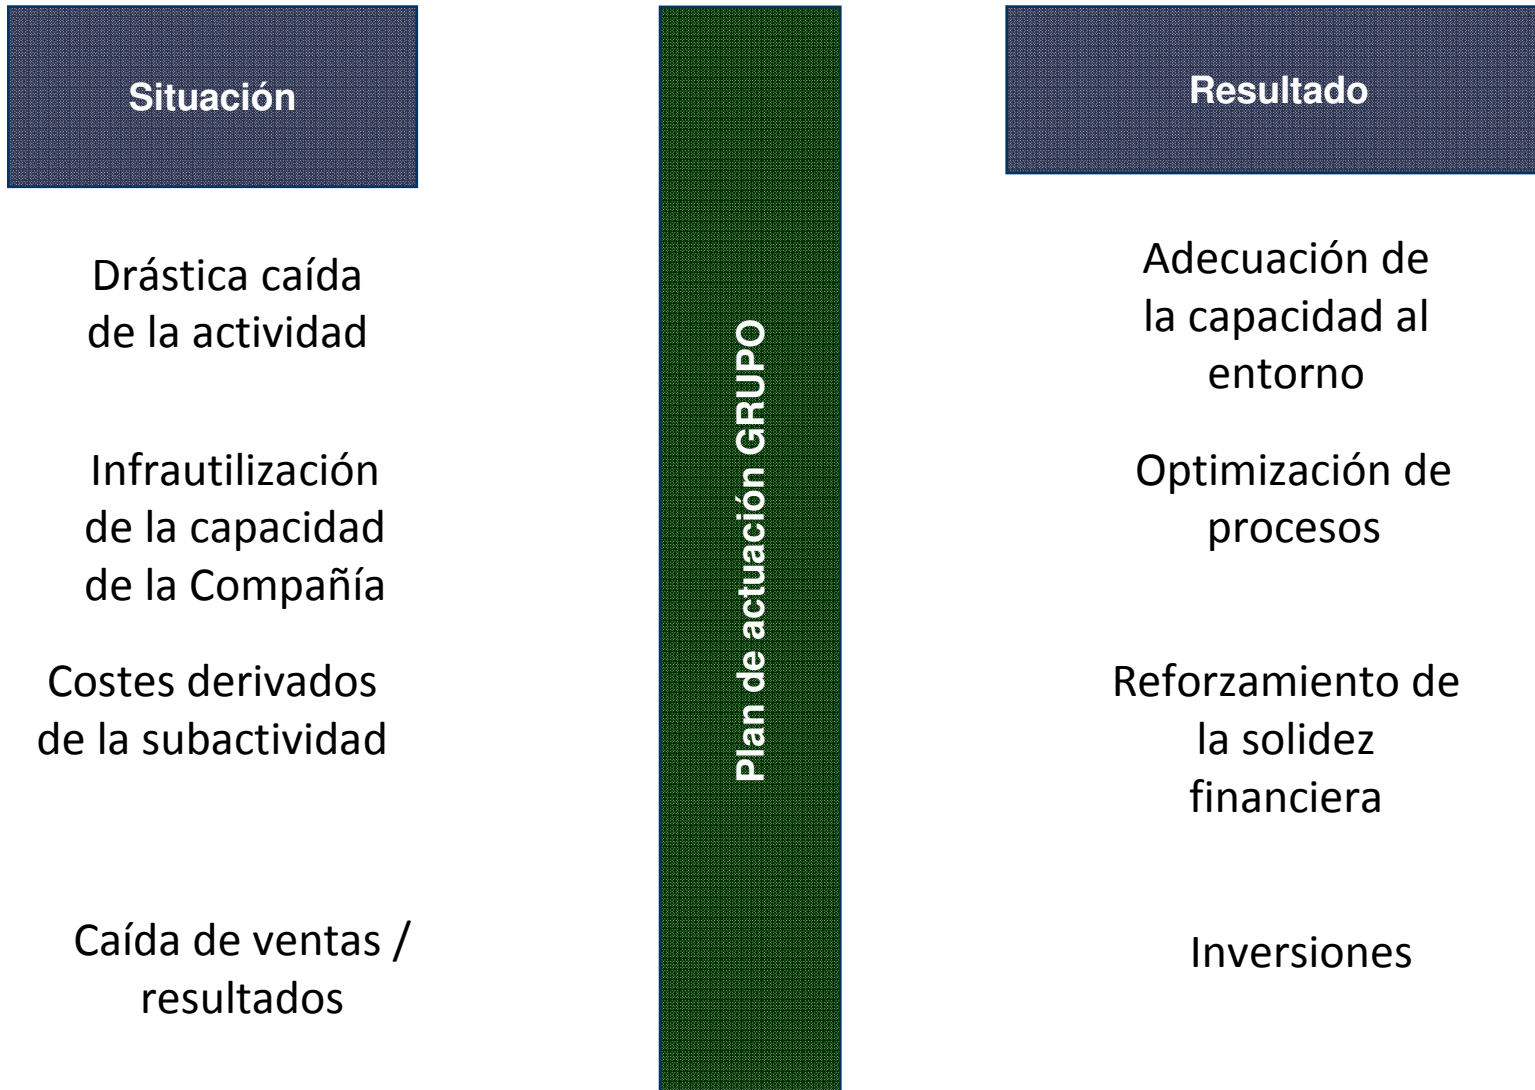 Situación
Drástica caída
de la actividad
Infrautilización
de la capacidad
de la Compañía
Costes derivados
de la subactividad
Caída de ventas /
resultados
Plan de actuación GRUPO
Resultado
Adecuación de
la capacidad al
entorno
Optimización de
procesos
Reforzamiento de
la solidez
financiera
Inversiones